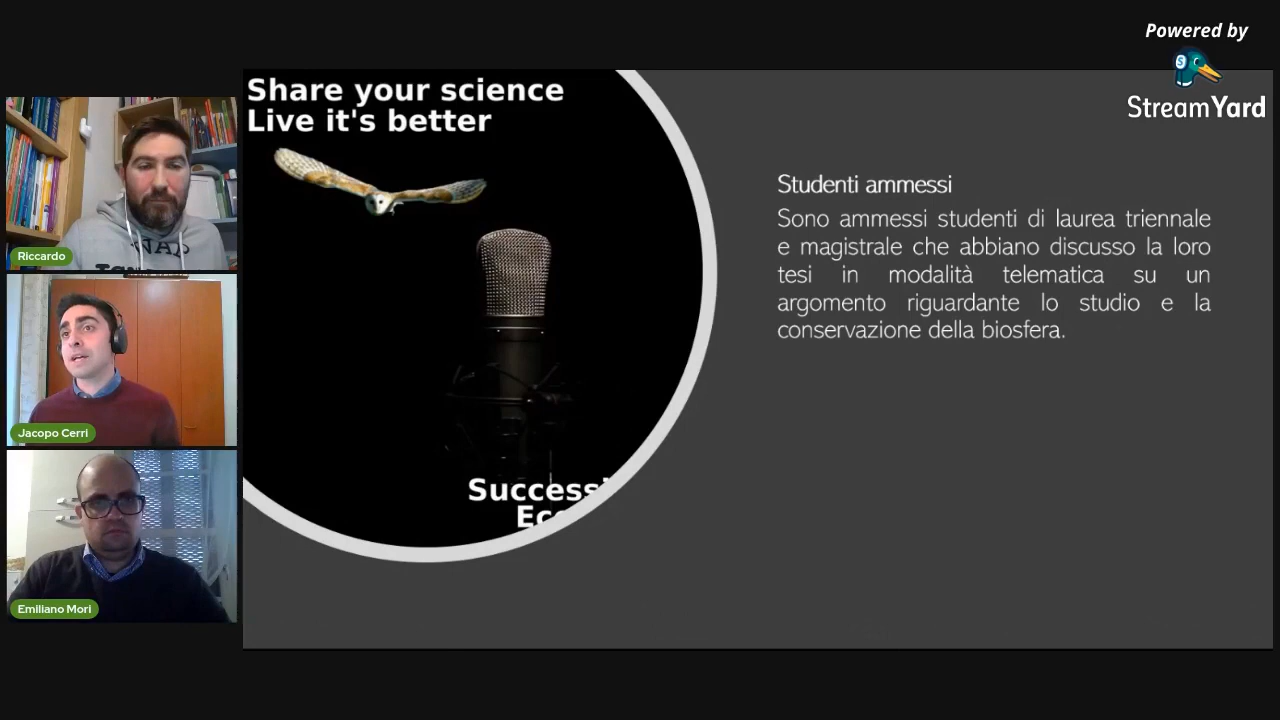 Powered by
StreamYard
Share your science
Live it's better
Studenti ammessi
Sono ammessi studenti di laurea triennale
e magistrale che abbiano discusso la loro
tesi in modalità telematica su un
argomento riguardante lo studio e la
conservazione della biosfera.
Riccardo
Jacopo Cerri
Emiliano Mori